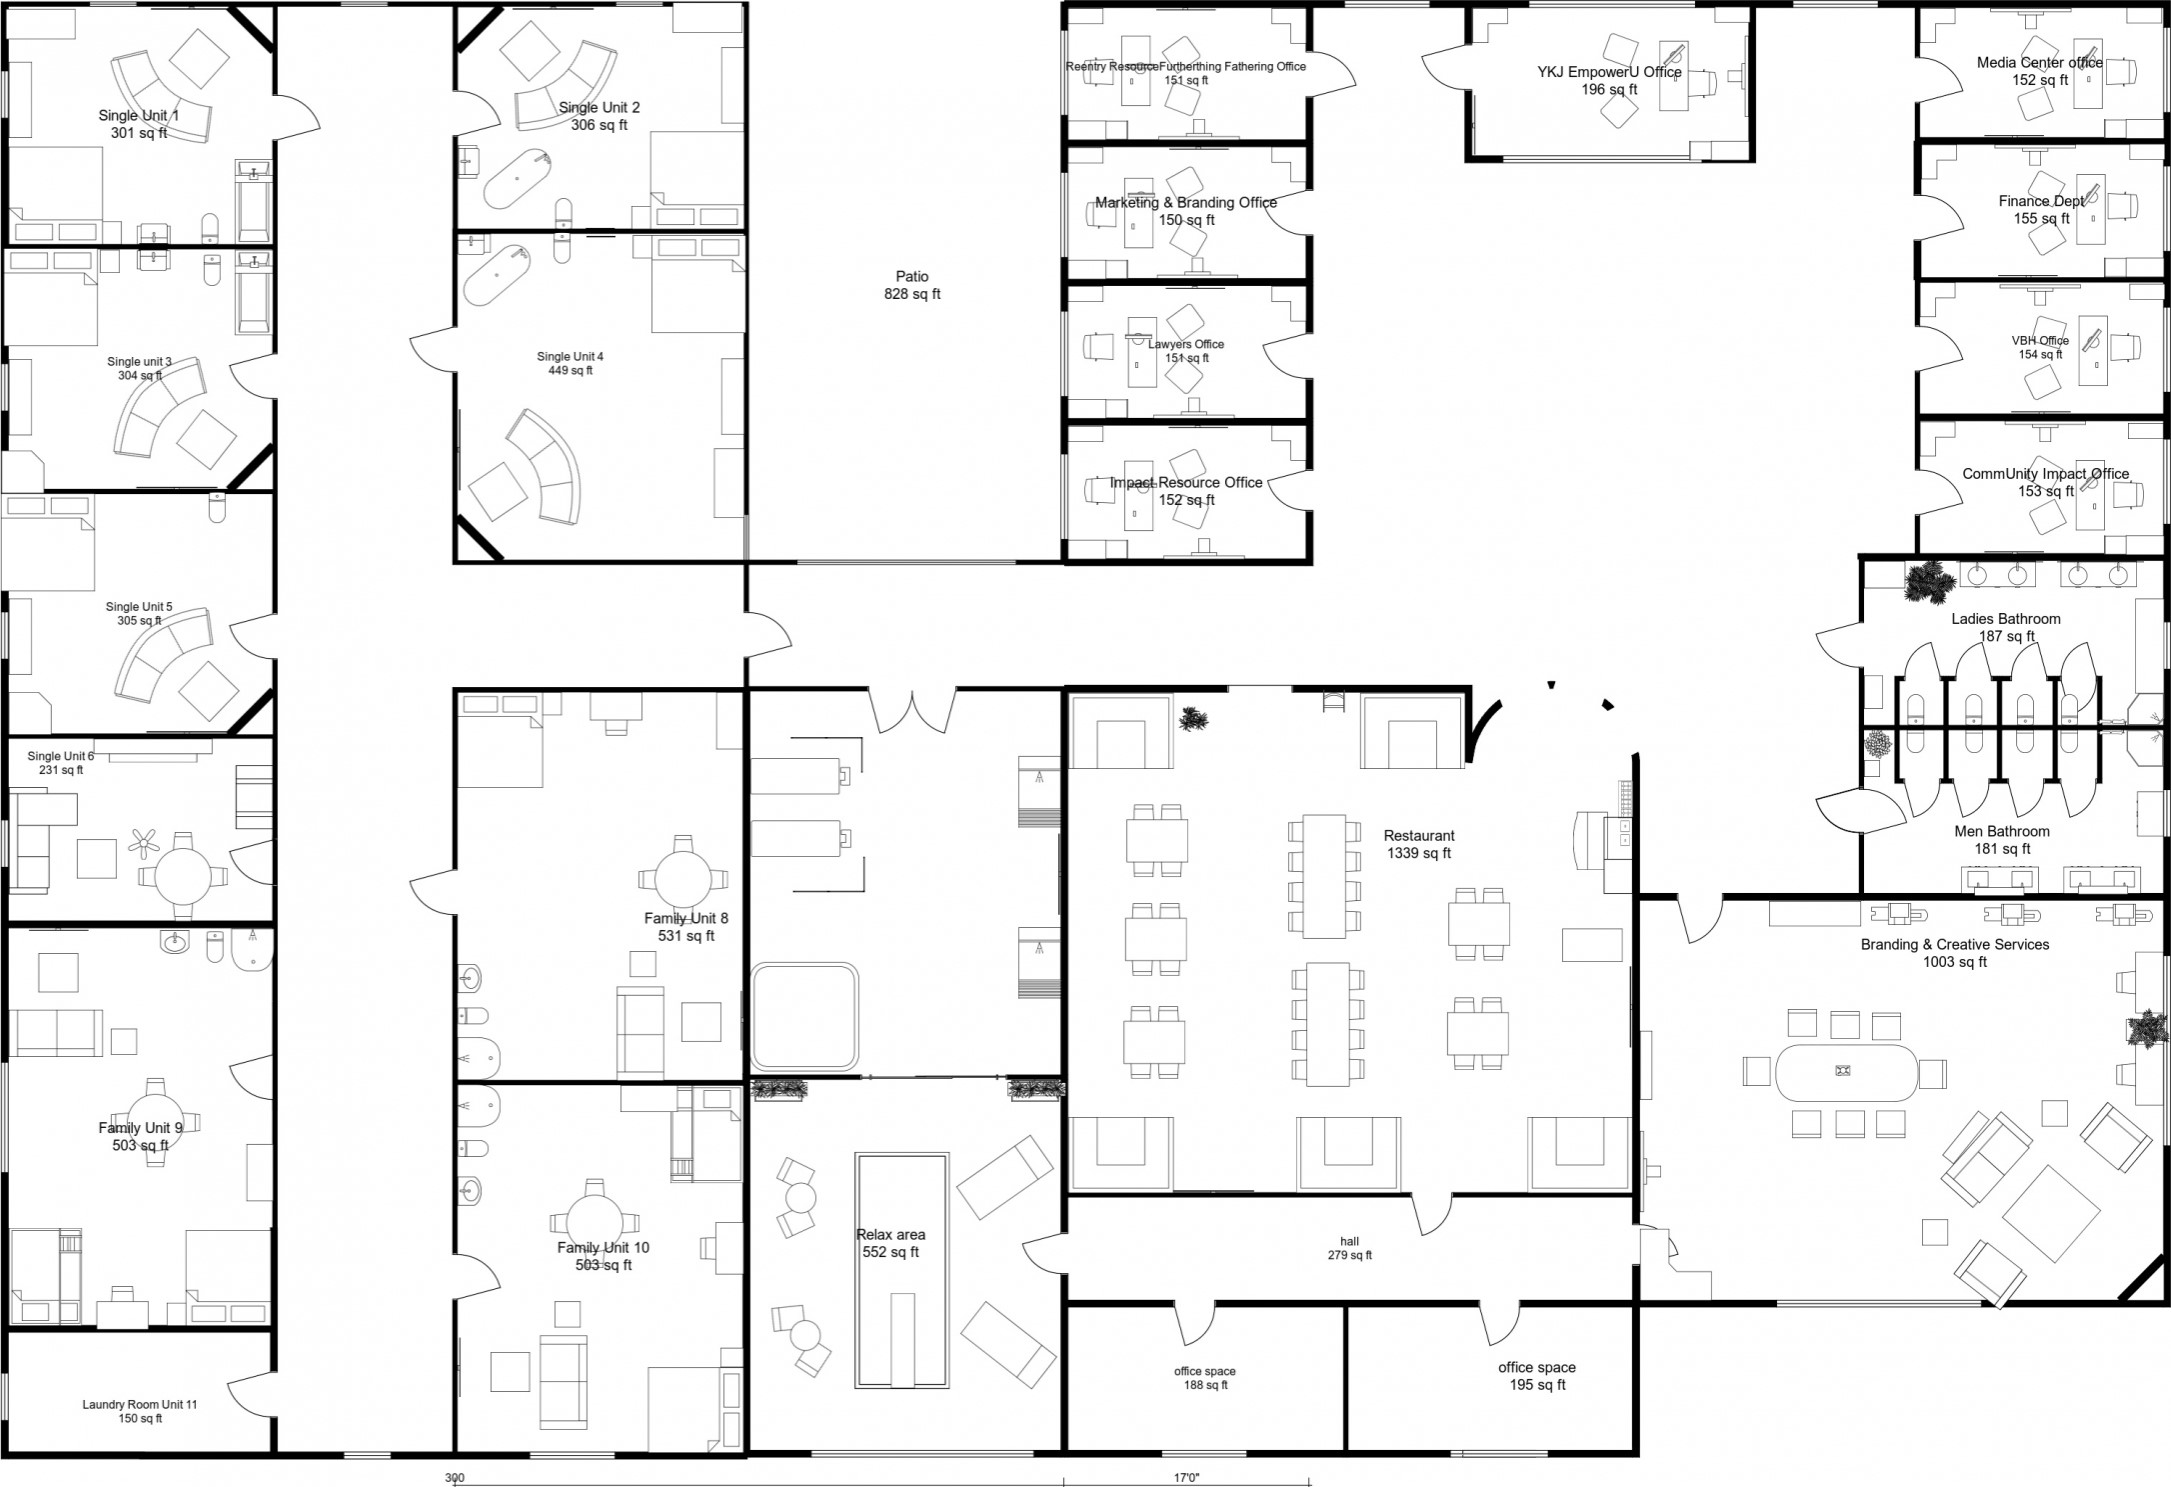 Single Unit 1
301 sq ft
Single Unit 2
306 sq ft
Reentry ResourceFurtherthing Fathering Office
151 sq ft
YKJ EmpowerU Office
196 sq ft
Media Center office
152 sq ft
Marketing & Branding Office
150 sq ft
Finance Dept
155 sq ft
Patio
828 sq ft
Single unit 3
304 sq ft
Single Unit 4
449 sq ft
Lawyers Office
151 sq ft
VBH Office
154 sq ft
Impact Resource Office
152 sq ft
CommUnity Impact Office
153 sq ft
Single Unit 5
305 sq ft
Ladies Bathroom
187 sq ft
Single Unit 6
231 sq ft
Restaurant
1339 sq ft
Men Bathroom
181 sq ft
Family Unit 8
531 sq ft
Branding & Creative Services
1003 sq ft
Family Unit 9
503 sq ft
Family Unit 10
503 sq ft
Relax area
552 sq ft
hall
279 sq ft
office space
188 sq ft
office space
195 sq ft
Laundry Room Unit 11
150 sq ft
300
17'0"